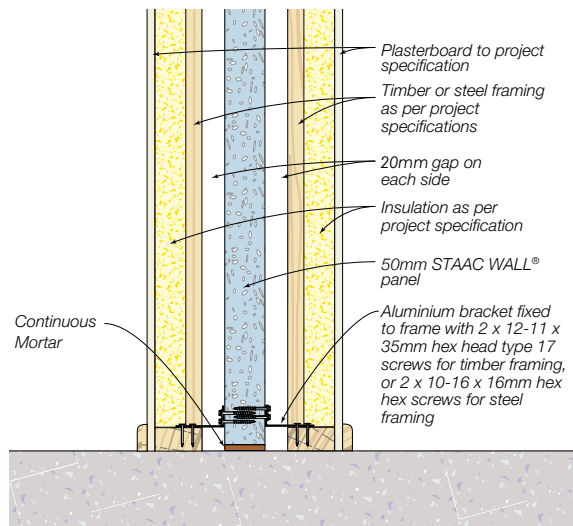 Plasterboard to project
specification
Timber or steel framing
as per project
specifications
20mm gap on
each side
Insulation as per
project specification
50mm STAAC WALL®
panel
Aluminium bracket fixed
to frame with 2 x 12-11 x
35mm hex head type 17
screws for timber framing,
or 2 x 10-16 x 16mm hex
hex screws for steel
framing
Continuous
Mortar